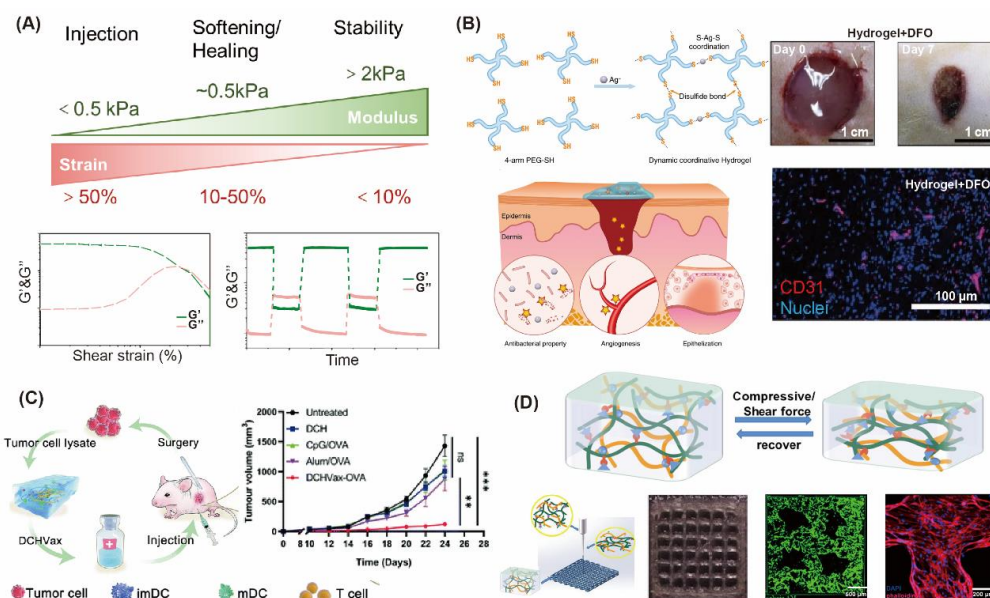 (A)
Injection
Softening/
Healing
Stability
< 0.5 kPa
~0.5kPa
> 2kPa
Modulus
Strain
> 50%
10-50%
< 10%
G'&G''
G'
G''
Shear strain (%)
G'&G''
G'
G''
Time
(B)
HS
SH
S-Ag-S
coordination
Ag⁺
Disulfide bond
4-arm PEG-SH
Dynamic coordinative Hydrogel
Hydrogel+DFO
Day 0
1 cm
Day 7
1 cm
Epidermis
Dermis
Antibacterial property
Angiogenesis
Epithelization
Hydrogel+DFO
CD31
Nuclei
100 µm
(C)
Tumor cell lysate
Surgery
DCHVax
Injection
Tumor cell
imDC
mDC
T cell
Tumour volume (mm³)
2000
1500
1000
500
0
Untreated
DCH
CpG/OVA
Alum/OVA
DCHVax-OVA
ns
**
***
0 8 10 12 14 16 18 20 22 24 26 28
Time (Days)
(D)
Compressive/
Shear force
recover
DAPI
200 µm